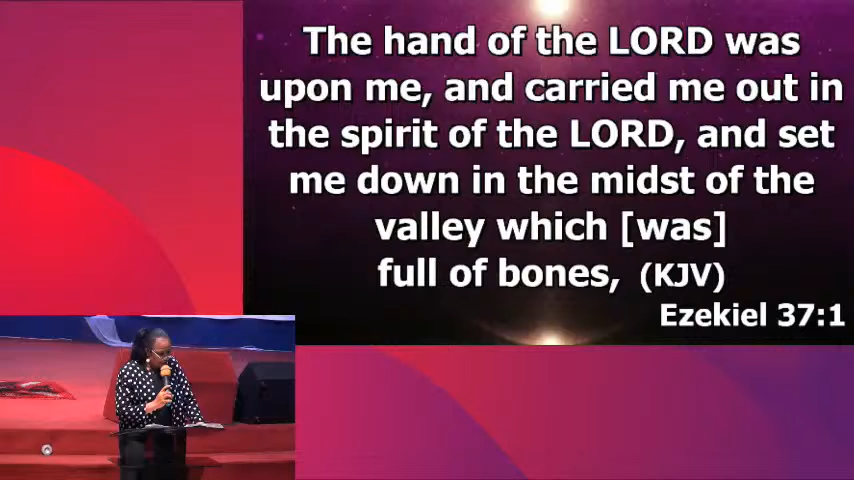 The hand of the LORD was
upon me, and carried me out in
the spirit of the LORD, and set
me down in the midst of the
valley which [was]
full of bones, (KJV)
Ezekiel 37:1